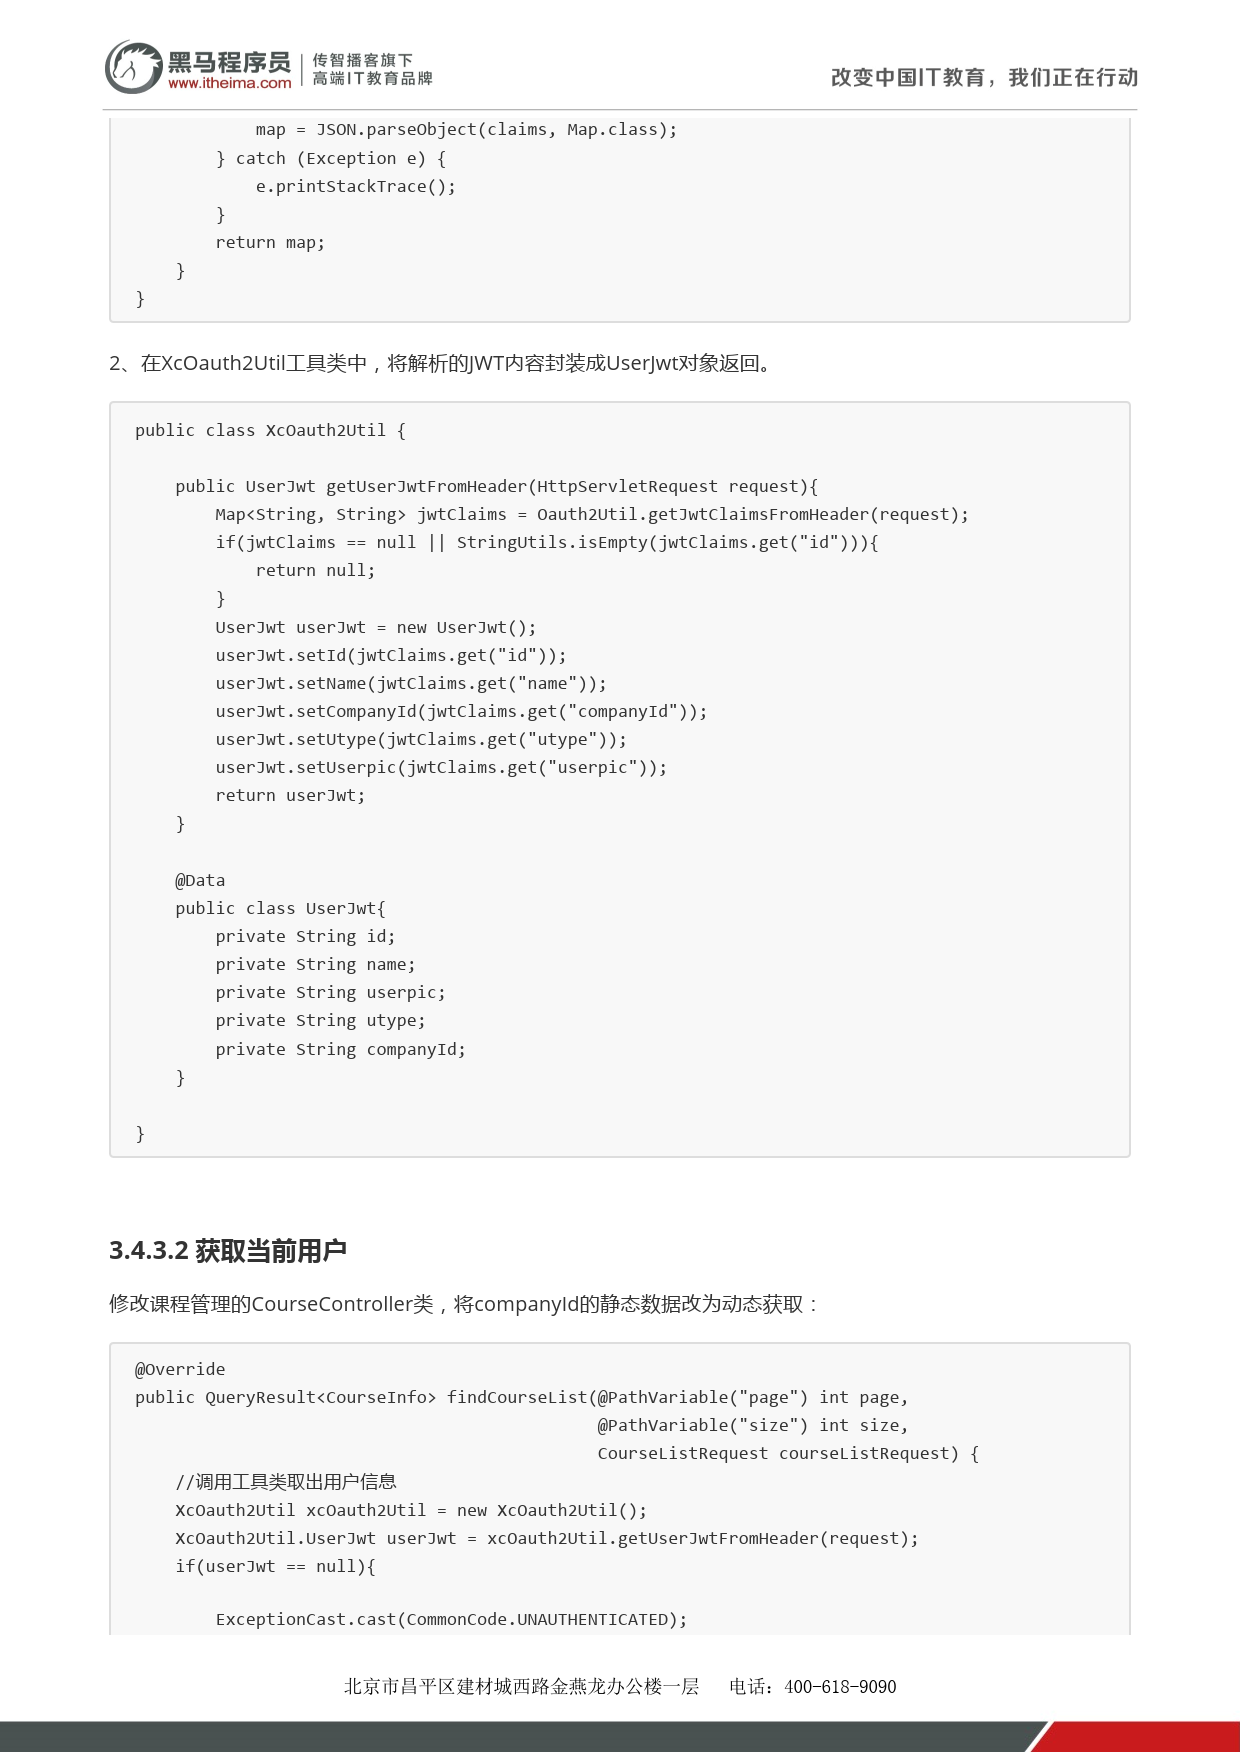 黑马程序员
www.itheima.com
传智播客旗下
高端IT教育品牌
改变中国IT教育，我们正在行动
            map = JSON.parseObject(claims, Map.class);
        } catch (Exception e) {
            e.printStackTrace();
        }
        return map;
    }
}
2、在XcOauth2Util工具类中，将解析的JWT内容封装成UserJwt对象返回。
public class XcOauth2Util {
    public UserJwt getUserJwtFromHeader(HttpServletRequest request){
        Map<String, String> jwtClaims = Oauth2Util.getJwtClaimsFromHeader(request);
        if(jwtClaims == null || StringUtils.isEmpty(jwtClaims.get("id"))){
            return null;
        }
        UserJwt userJwt = new UserJwt();
        userJwt.setId(jwtClaims.get("id"));
        userJwt.setName(jwtClaims.get("name"));
        userJwt.setCompanyId(jwtClaims.get("companyId"));
        userJwt.setUtype(jwtClaims.get("utype"));
        userJwt.setUserpic(jwtClaims.get("userpic"));
        return userJwt;
    }
    @Data
    public class UserJwt{
        private String id;
        private String name;
        private String userpic;
        private String utype;
        private String companyId;
    }
}
3.4.3.2 获取当前用户
修改课程管理的CourseController类，将companyId的静态数据改为动态获取：
@Override
public QueryResult<CourseInfo> findCourseList(@PathVariable("page") int page,
                                              @PathVariable("size") int size,
                                              CourseListRequest courseListRequest) {
    //调用工具类取出用户信息
    XcOauth2Util xcOauth2Util = new XcOauth2Util();
    XcOauth2Util.UserJwt userJwt = xcOauth2Util.getUserJwtFromHeader(request);
    if(userJwt == null){
        ExceptionCast.cast(CommonCode.UNAUTHENTICATED);
北京市昌平区建材城西路金燕龙办公楼一层 电话：400-618-9090